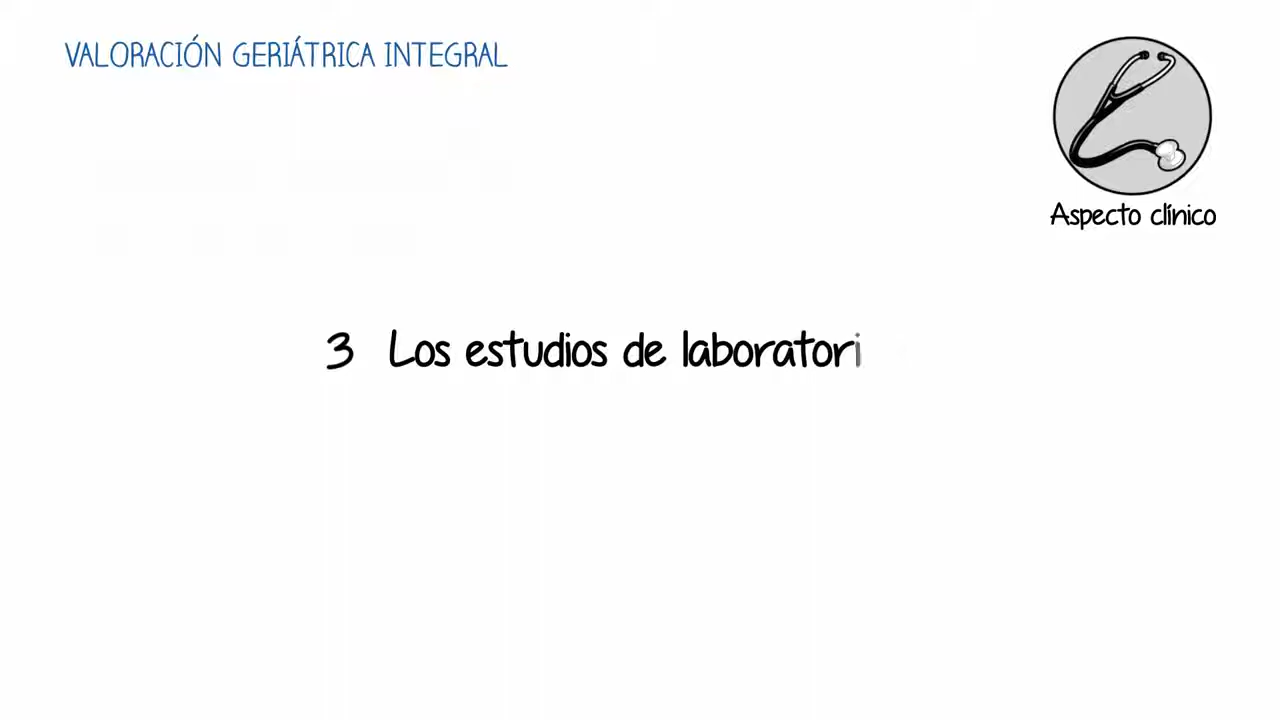 VALORACIÓN GERIÁTRICA INTEGRAL
Aspecto clínico
3 Los estudios de laboratori